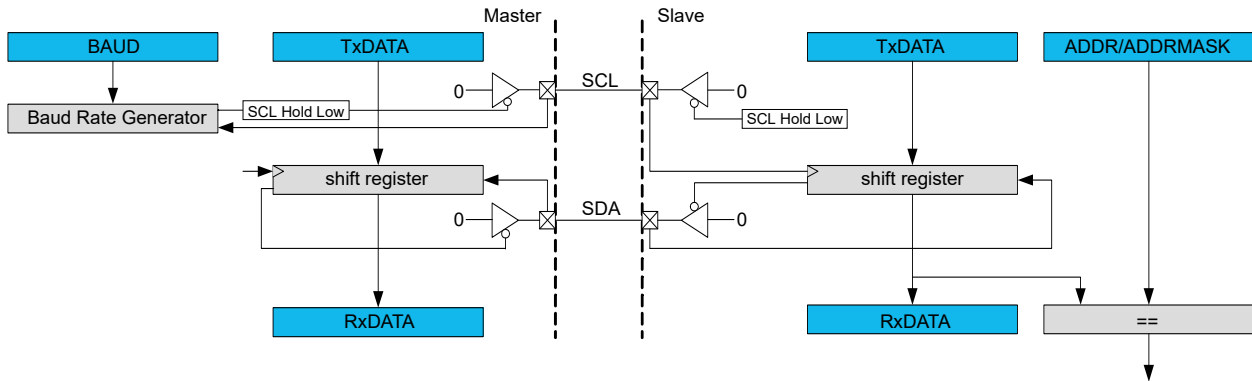 Master
Slave
BAUD
TxDATA
TxDATA
ADDR/ADDRMASK
SCL
0
0
SCL Hold Low
SCL Hold Low
Baud Rate Generator
shift register
shift register
SDA
0
0
RxDATA
RxDATA
==